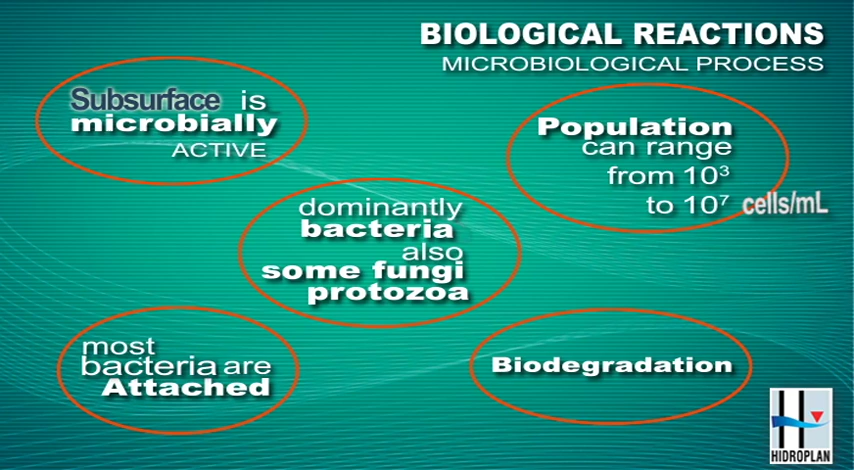 BIOLOGICAL REACTIONS
MICROBIOLOGICAL PROCESS
Subsurface is
microbially
ACTIVE
Population
can range
from 10³
to 10⁷ cells/mL
dominantly
bacteria
also
some fungi
protozoa
most
bacteria are
Attached
Biodegradation
HIDROPLAN